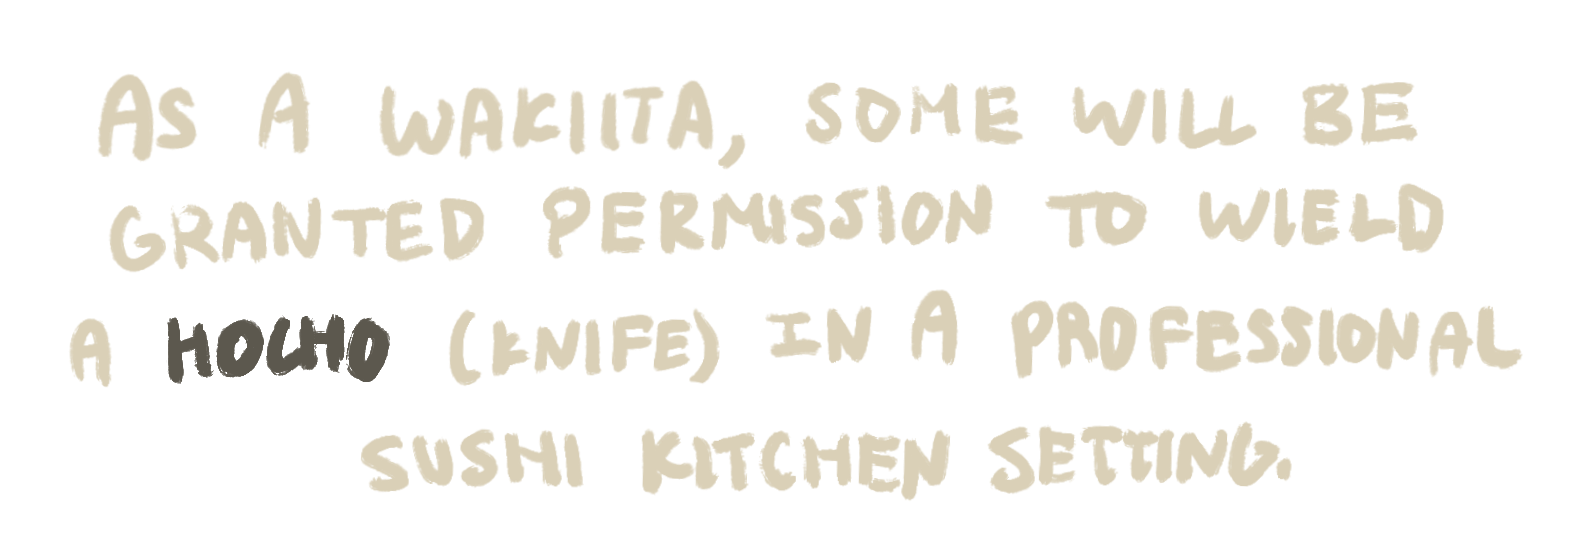 AS A WAKIITA, SOME WILL BE
GRANTED PERMISSION TO WIELD
A HOCHO (KNIFE) IN A PROFESSIONAL
SUSHI KITCHEN SETTING.